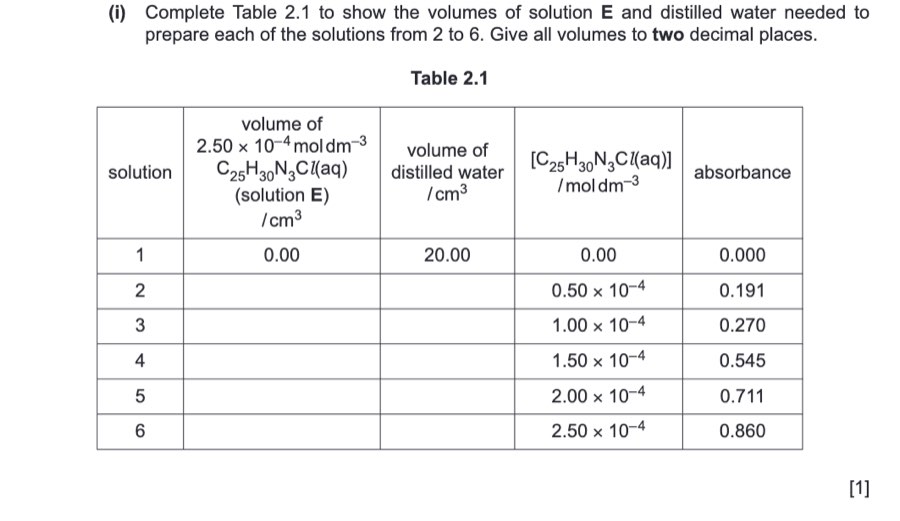 (i) Complete Table 2.1 to show the volumes of solution E and distilled water needed to
prepare each of the solutions from 2 to 6. Give all volumes to two decimal places.
Table 2.1
solution
volume of
2.50 × 10⁻⁴ mol dm⁻³
C₂₅H₃₀N₃Cl(aq)
(solution E)
/ cm³
volume of
distilled water
/ cm³
[C₂₅H₃₀N₃Cl(aq)]
/ mol dm⁻³
absorbance
1 0.00 20.00 0.00 0.000
2 0.50 × 10⁻⁴ 0.191
3 1.00 × 10⁻⁴ 0.270
4 1.50 × 10⁻⁴ 0.545
5 2.00 × 10⁻⁴ 0.711
6 2.50 × 10⁻⁴ 0.860
[1]